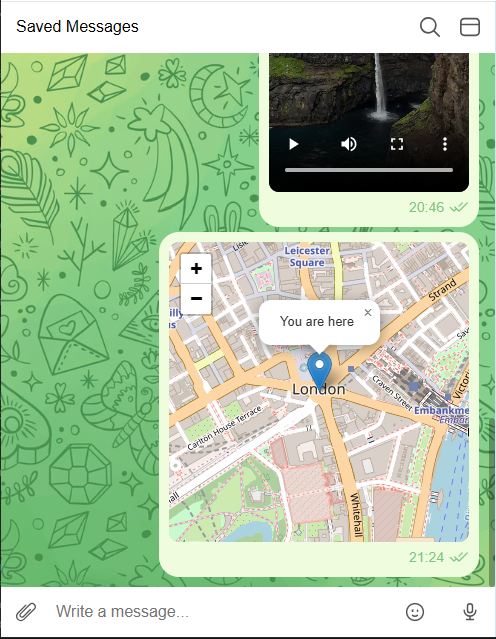 Saved Messages
20:46
Leicester
Square
+
−
Strand
You are here
×
London
Craven Street
Embankme
Carlton House Terrace
Whitehall
21:24
Write a message...